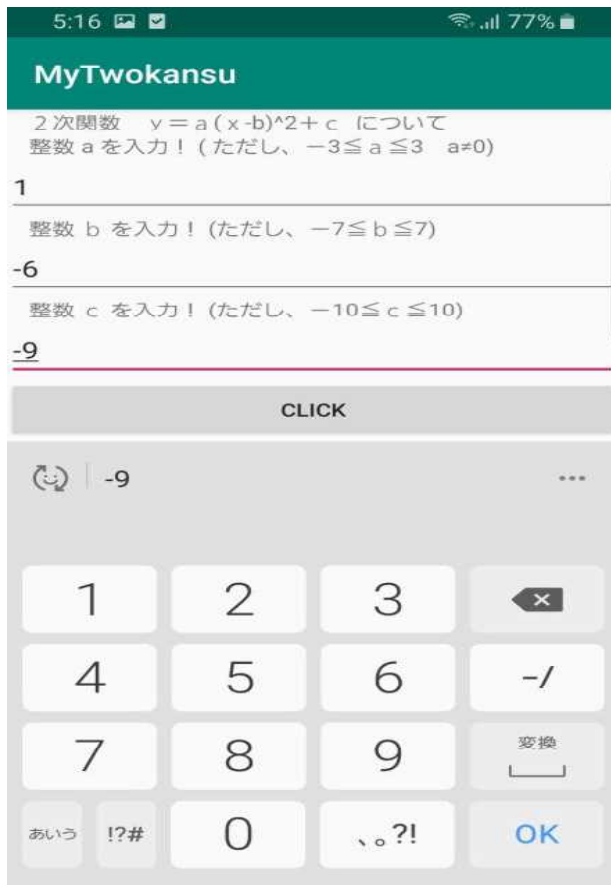 5:16 77%
MyTwokansu
2次関数 y=a(x-b)^2+c について
整数aを入力！(ただし、－3≦a≦3 a≠0)
1
整数 b を入力！(ただし、－7≦b≦7)
-6
整数 c を入力！(ただし、－10≦c≦10)
-9
CLICK
-9
1 2 3
4 5 6 -/
7 8 9 変換
あいう !?# 0 、。?! OK